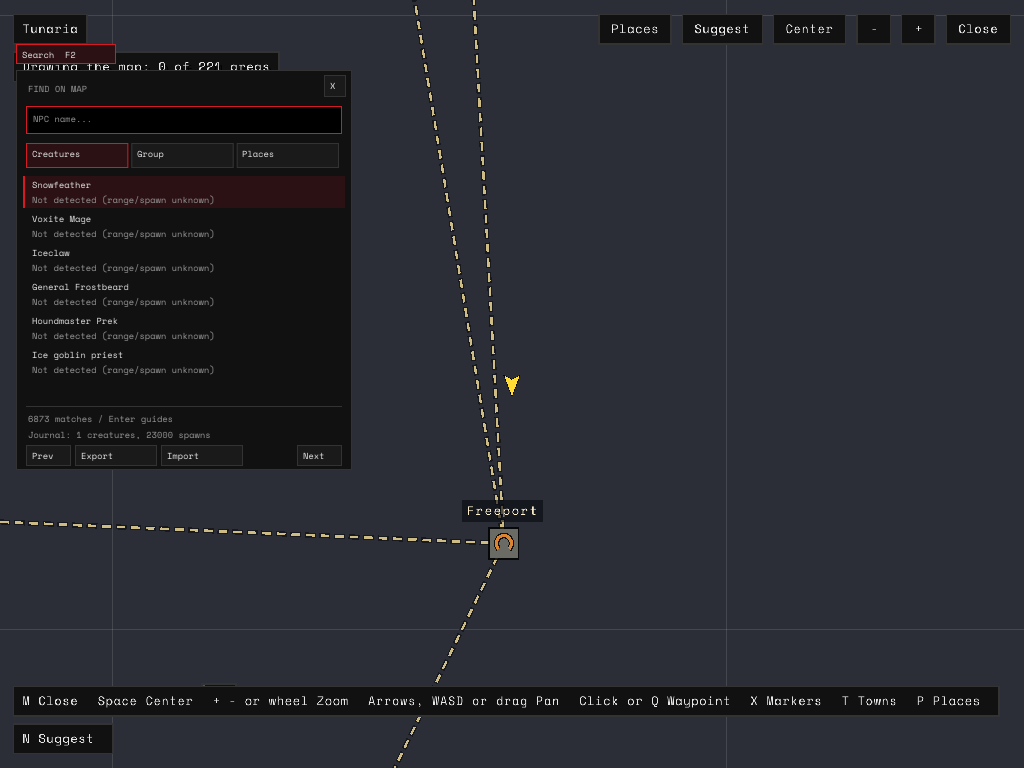 Tunaria
Places
Suggest
Center
-
+
Close
Search F2
Drawing the map: 0 of 221 areas
FIND ON MAP
X
NPC name...
Creatures
Group
Places
Snowfeather
Not detected (range/spawn unknown)
Voxite Mage
Not detected (range/spawn unknown)
Iceclaw
Not detected (range/spawn unknown)
General Frostbeard
Not detected (range/spawn unknown)
Houndmaster Prek
Not detected (range/spawn unknown)
Ice goblin priest
Not detected (range/spawn unknown)
6873 matches / Enter guides
Journal: 1 creatures, 23000 spawns
Prev
Export
Import
Next
Freeport
M Close Space Center + - or wheel Zoom Arrows, WASD or drag Pan Click or Q Waypoint X Markers T Towns P Places
N Suggest